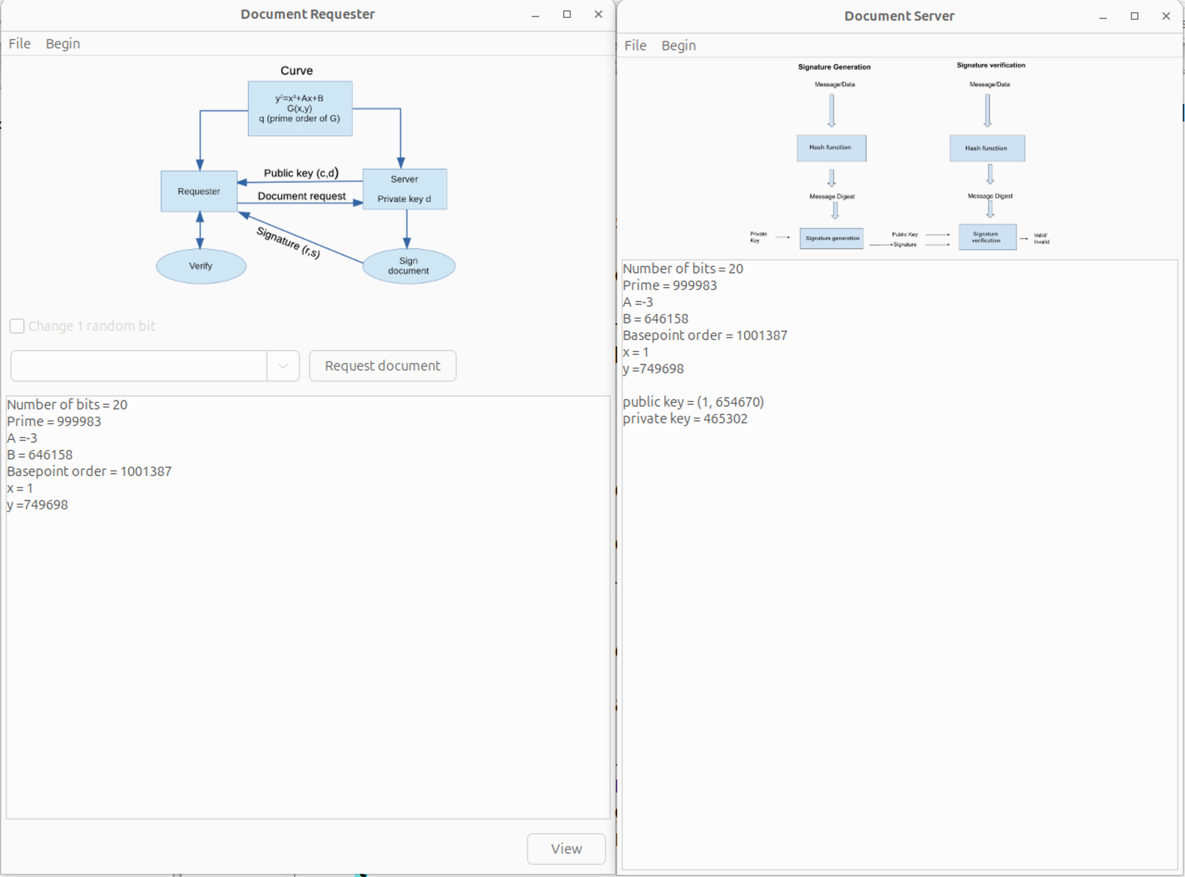 Document Requester
File Begin
Curve
y²=x³+Ax+B
G(x,y)
q (prime order of G)
Public key (c,d)
Requester
Server
Document request
Private key d
Signature (r,s)
Verify
Sign
document
Change 1 random bit
Request document
Number of bits = 20
Prime = 999983
A =-3
B = 646158
Basepoint order = 1001387
x = 1
y =749698
View
Document Server
File Begin
Signature Generation
Signature verification
Message/Data
Message/Data
Hash function
Hash function
Message Digest
Message Digest
Private
Key
Signature generation
Public Key
Signature
Signature
verification
Valid/
Invalid
Number of bits = 20
Prime = 999983
A =-3
B = 646158
Basepoint order = 1001387
x = 1
y =749698
public key = (1, 654670)
private key = 465302